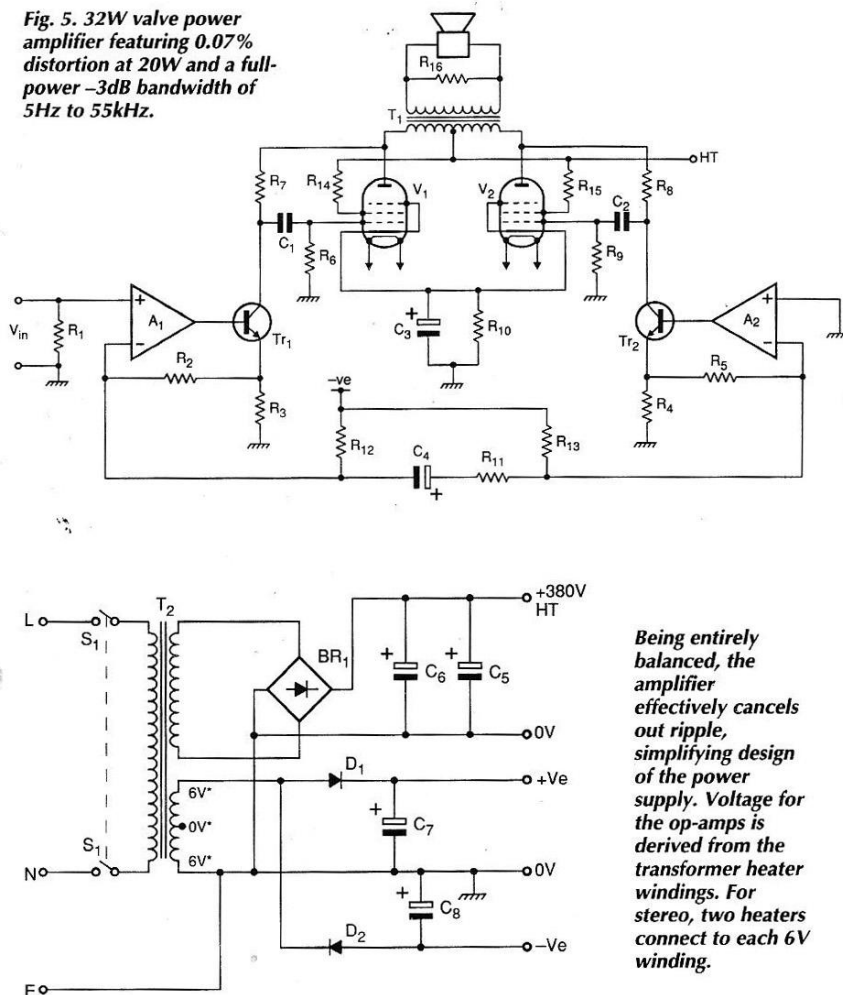 Fig. 5. 32W valve power
amplifier featuring 0.07%
distortion at 20W and a full-
power –3dB bandwidth of
5Hz to 55kHz.
R16
T1
HT
R7
R14
V1
V2
R15
R8
C1
R6
C2
R9
Vin
R1
+
A1
–
Tr1
R2
R3
+
C3
R10
Tr2
A2
+
–
R5
R4
–ve
R12
C4
+
R11
R13
L
S1
T2
BR1
+
C6
+
C5
+380V
HT
0V
6V*
0V*
6V*
D1
+
C7
+Ve
S1
N
0V
+
C8
D2
–Ve
E
Being entirely
balanced, the
amplifier
effectively cancels
out ripple,
simplifying design
of the power
supply. Voltage for
the op-amps is
derived from the
transformer heater
windings. For
stereo, two heaters
connect to each 6V
winding.